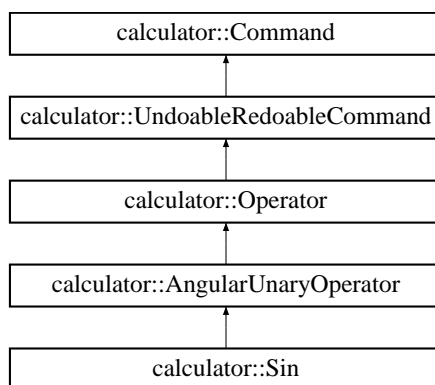 calculator::Command
calculator::UndoableRedoableCommand
calculator::Operator
calculator::AngularUnaryOperator
calculator::Sin